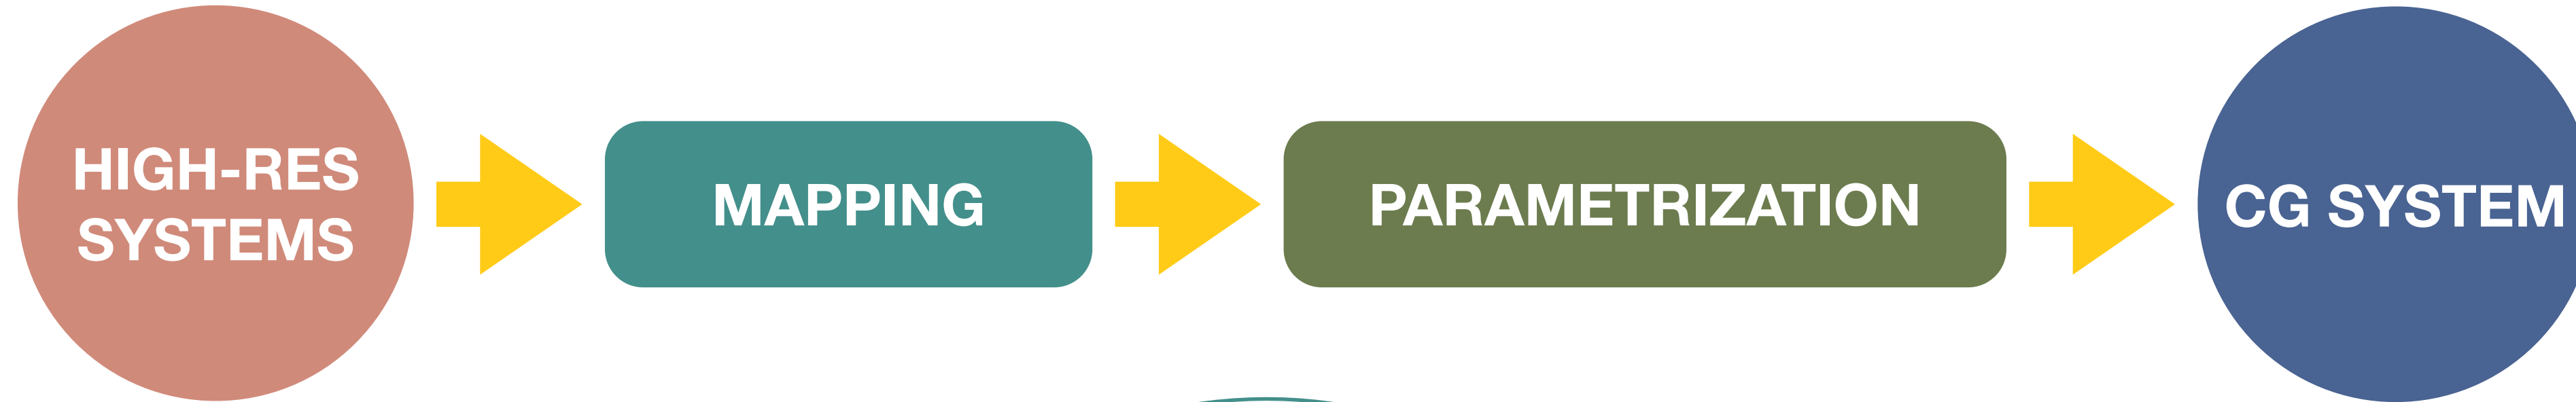 HIGH-RES
SYSTEMS
MAPPING
PARAMETRIZATION
CG SYSTEM